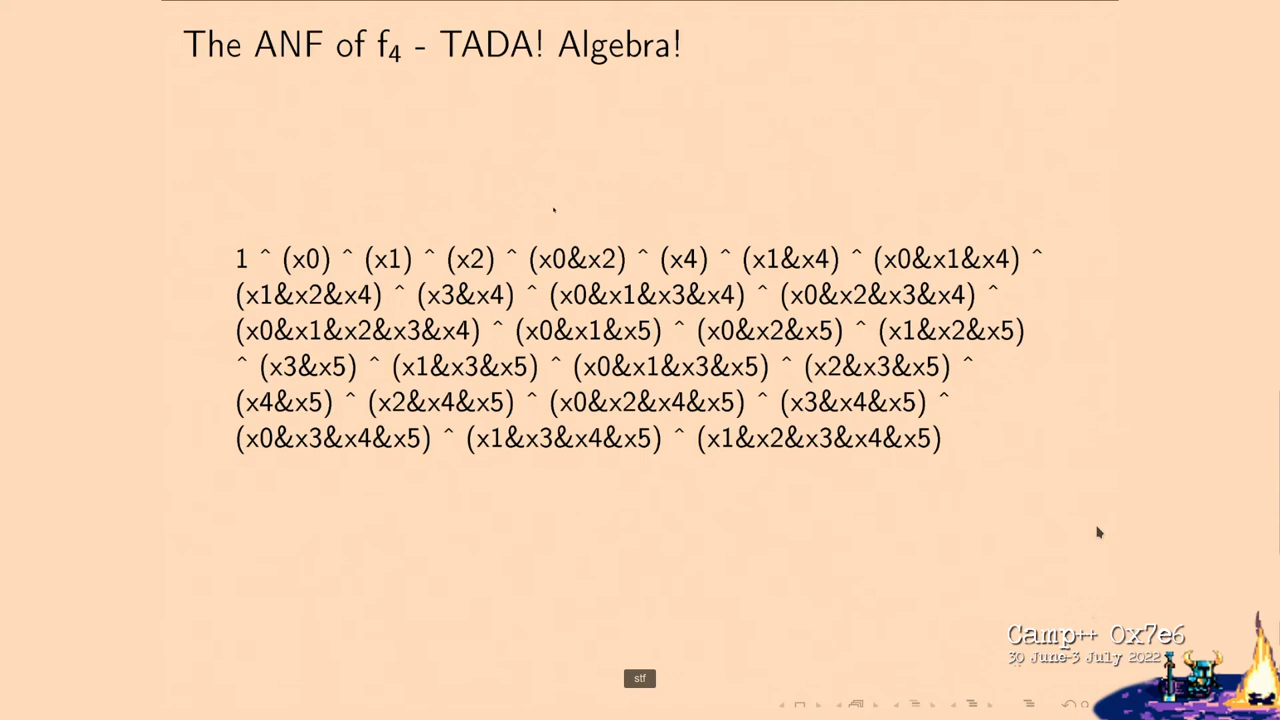 The ANF of f₄ - TADA! Algebra!
1 ^ (x0) ^ (x1) ^ (x2) ^ (x0&x2) ^ (x4) ^ (x1&x4) ^ (x0&x1&x4) ^
(x1&x2&x4) ^ (x3&x4) ^ (x0&x1&x3&x4) ^ (x0&x2&x3&x4) ^
(x0&x1&x2&x3&x4) ^ (x0&x1&x5) ^ (x0&x2&x5) ^ (x1&x2&x5)
^ (x3&x5) ^ (x1&x3&x5) ^ (x0&x1&x3&x5) ^ (x2&x3&x5) ^
(x4&x5) ^ (x2&x4&x5) ^ (x0&x2&x4&x5) ^ (x3&x4&x5) ^
(x0&x3&x4&x5) ^ (x1&x3&x4&x5) ^ (x1&x2&x3&x4&x5)
Camp++ 0x7e6
30 June-3 July 2022
stf